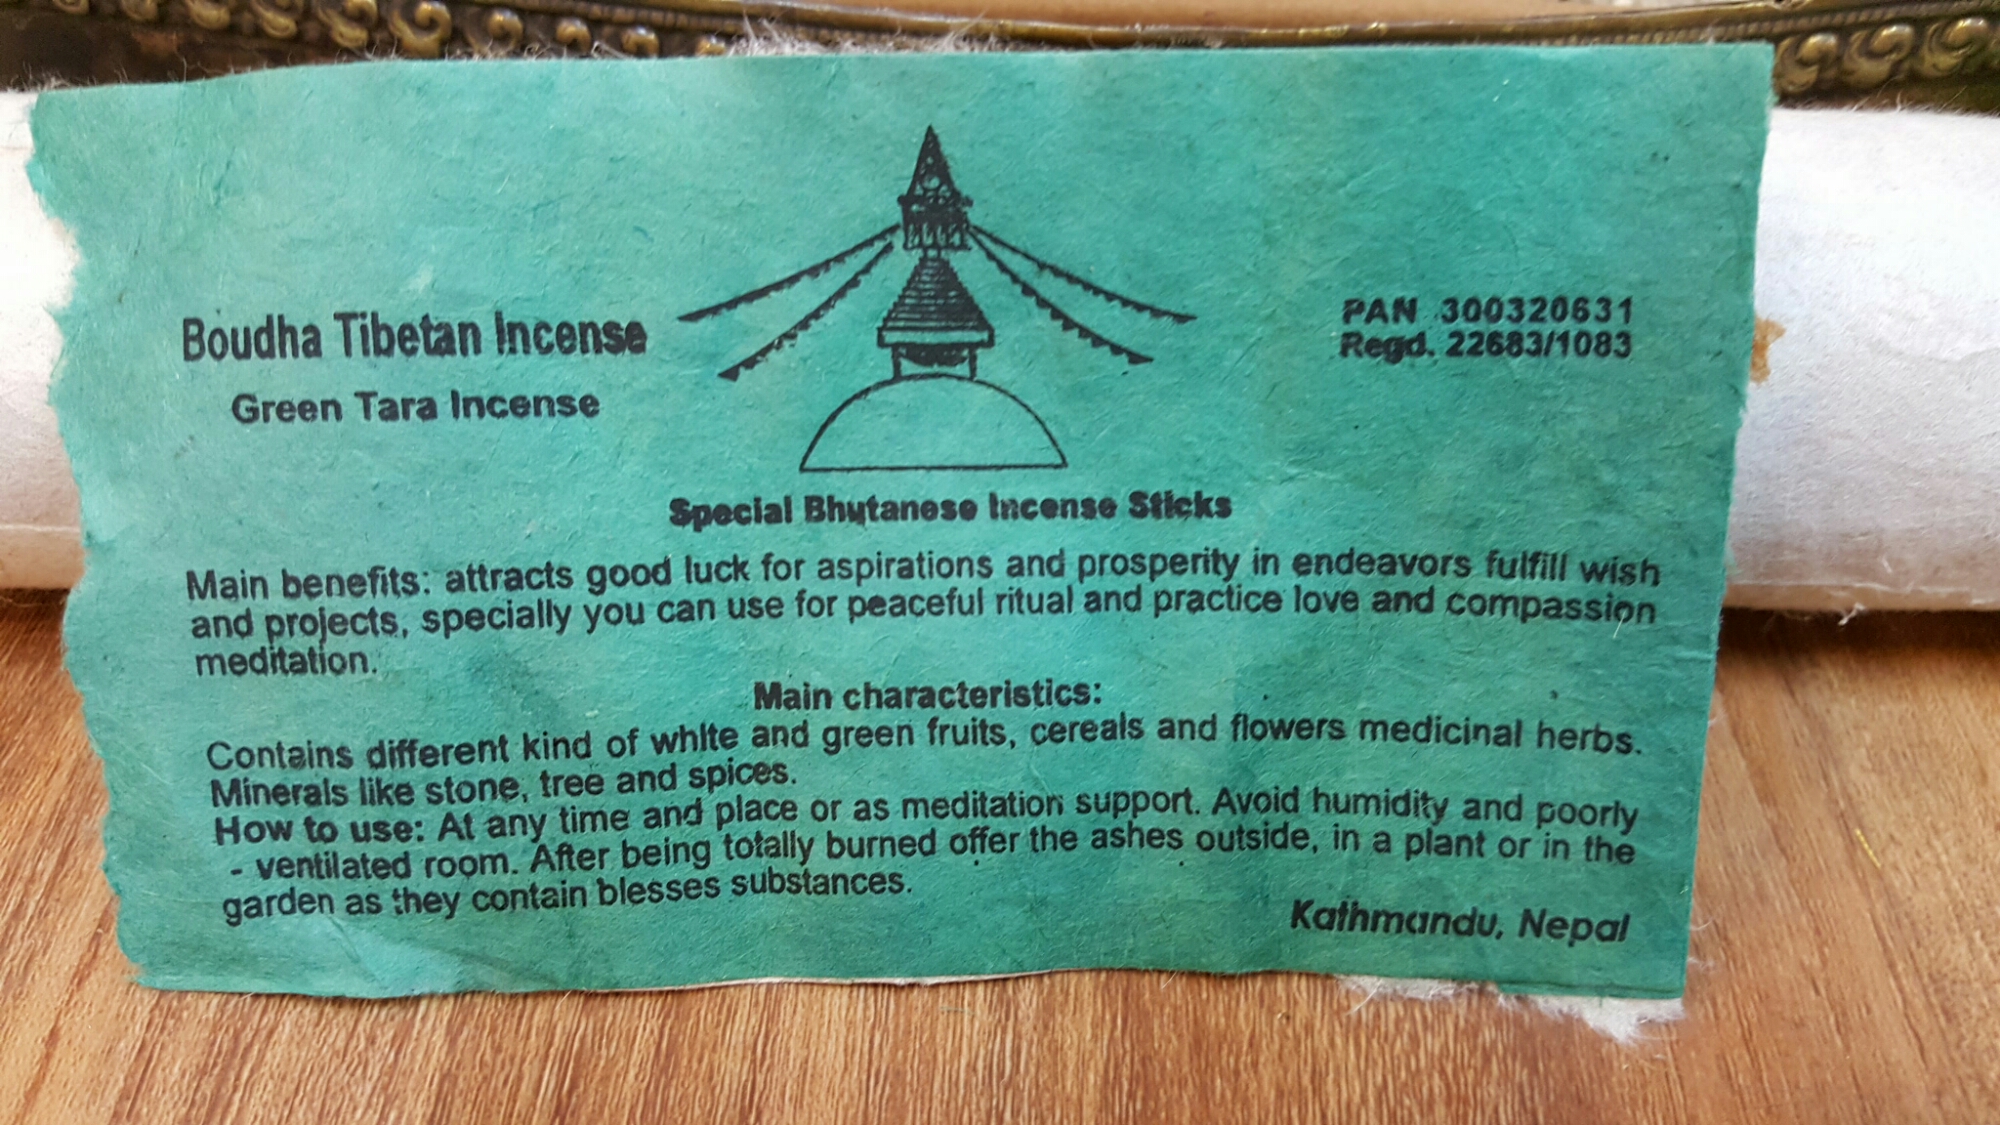 Boudha Tibetan Incense
Green Tara Incense
PAN 300320631
Regd. 22683/1083
Special Bhutanese Incense Sticks
Main benefits: attracts good luck for aspirations and prosperity in endeavors fulfill wish
and projects, specially you can use for peaceful ritual and practice love and compassion
meditation.
Main characteristics:
Contains different kind of white and green fruits, cereals and flowers medicinal herbs.
Minerals like stone, tree and spices.
How to use: At any time and place or as meditation support. Avoid humidity and poorly
- ventilated room. After being totally burned offer the ashes outside, in a plant or in the
garden as they contain blesses substances.
Kathmandu, Nepal